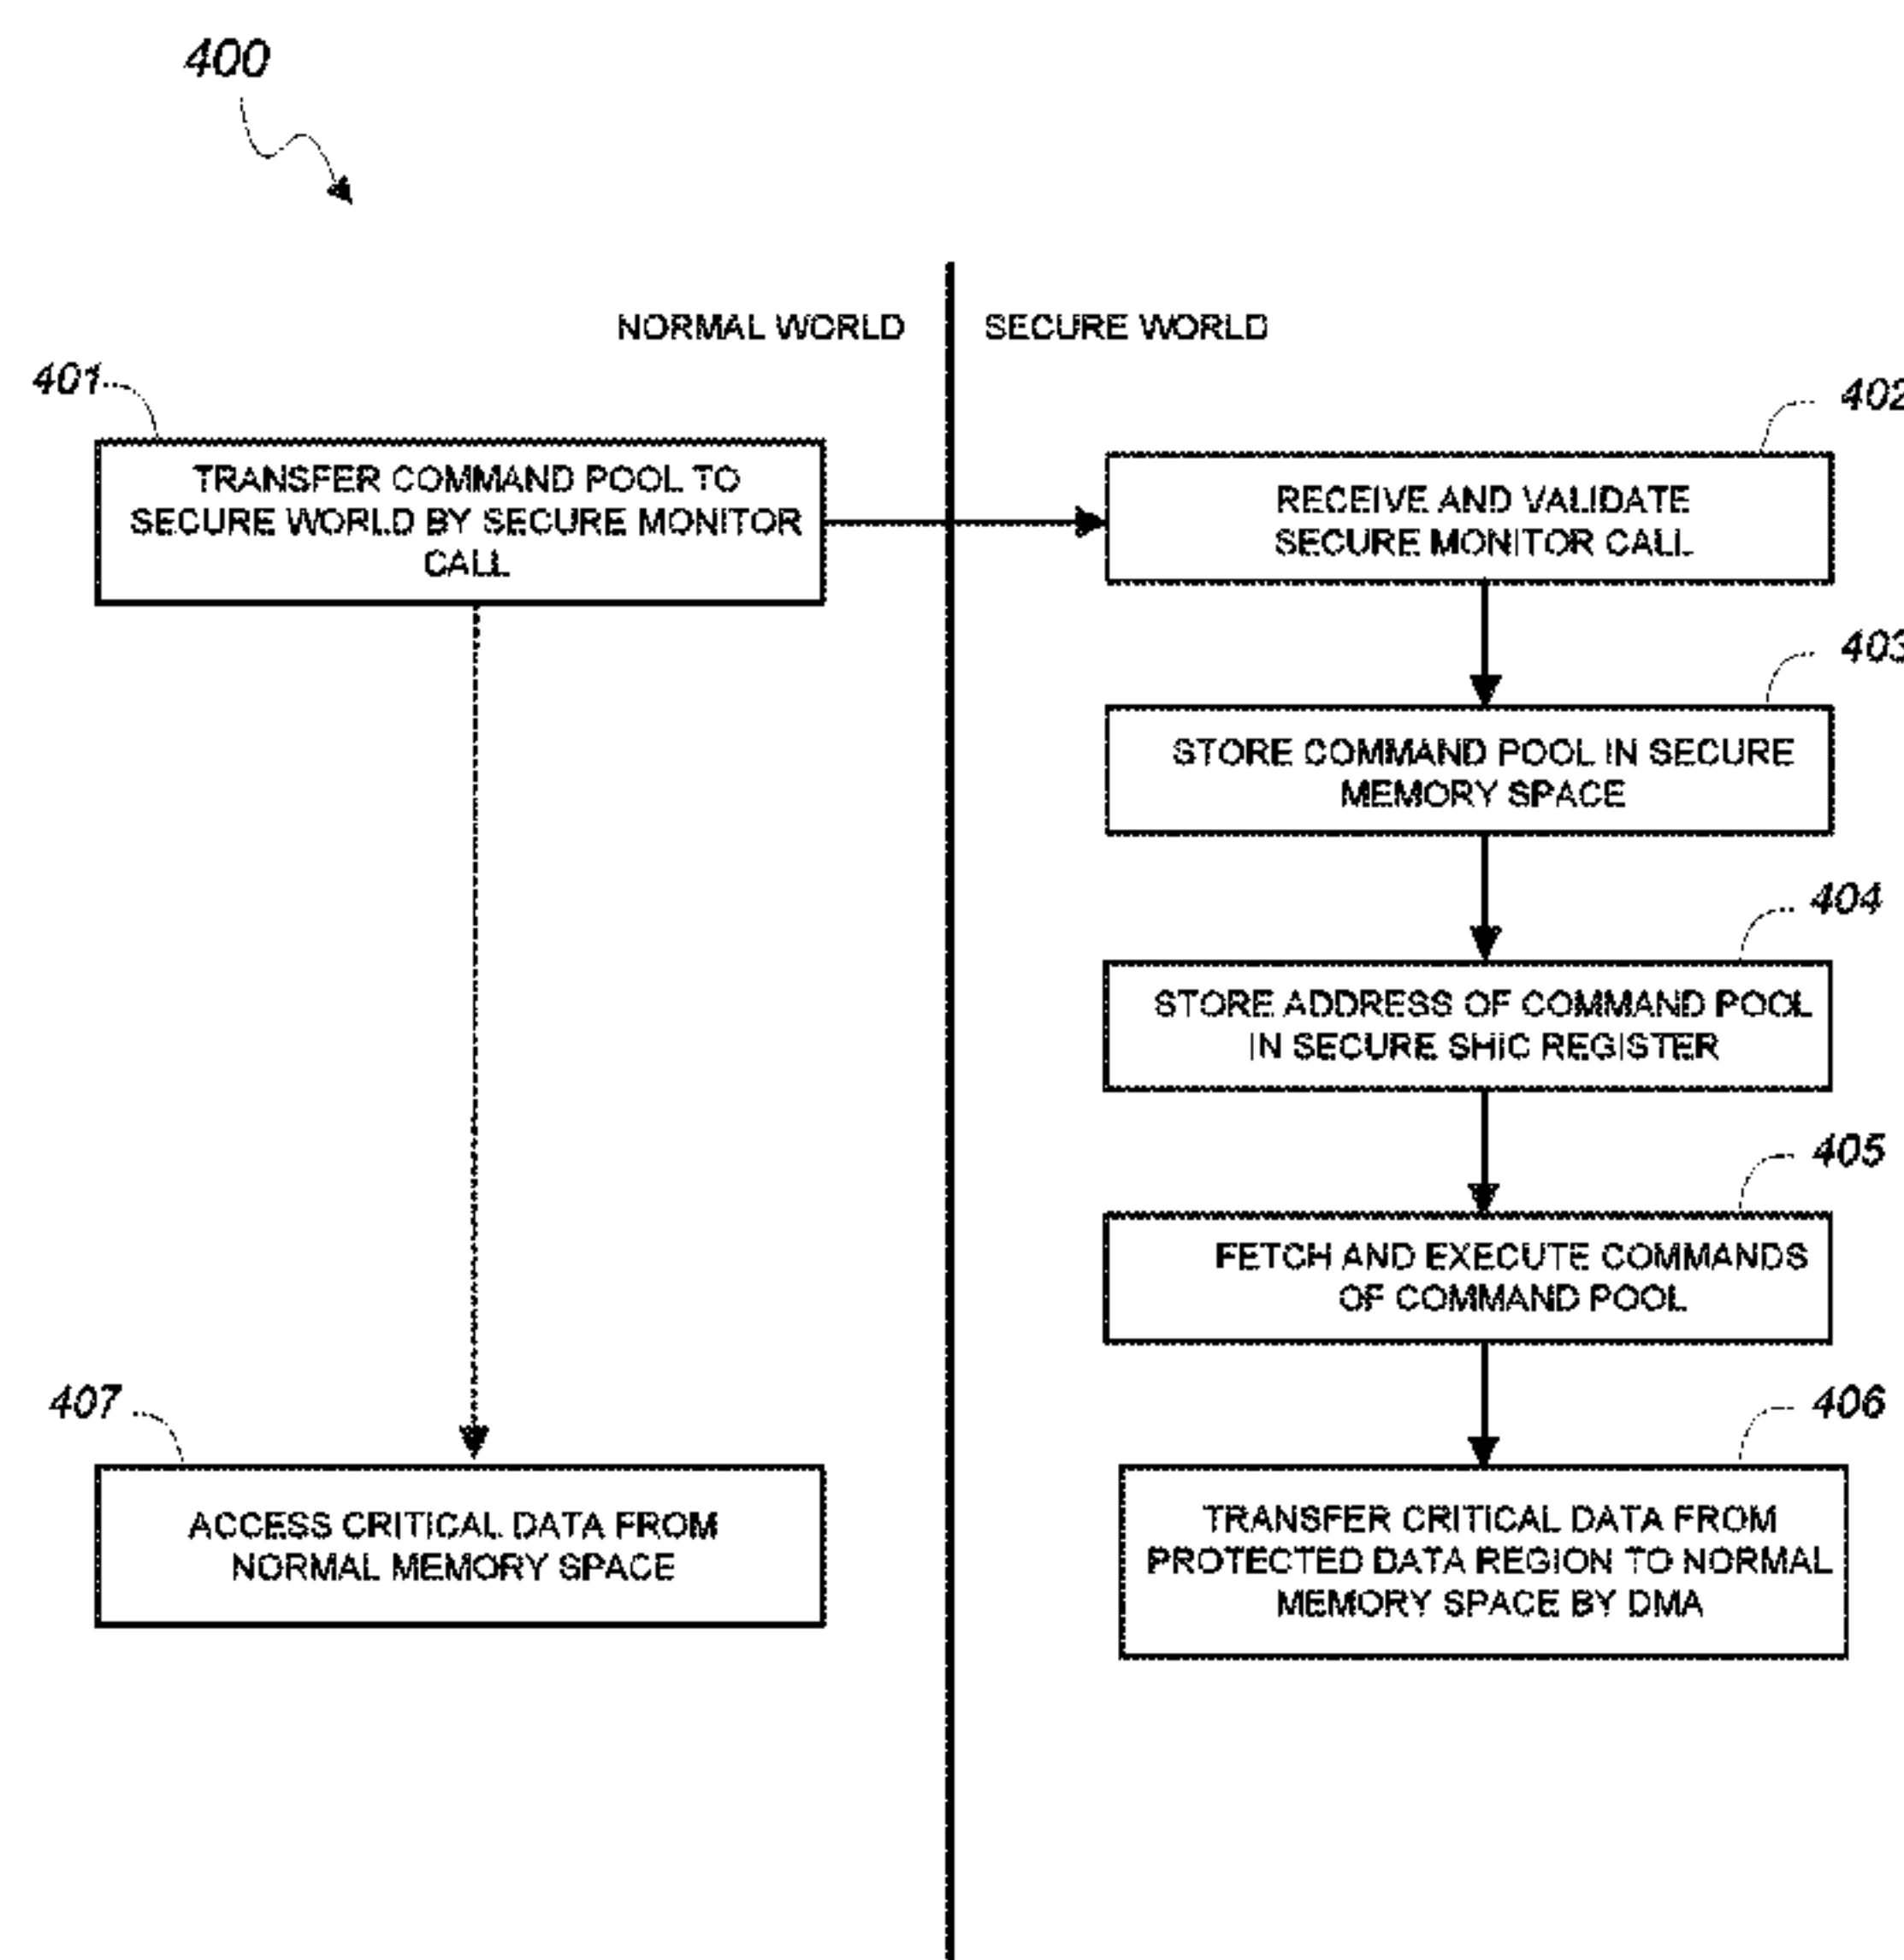 400
NORMAL WORLD
SECURE WORLD
401
TRANSFER COMMAND POOL TO
SECURE WORLD BY SECURE MONITOR
CALL
402
RECEIVE AND VALIDATE
SECURE MONITOR CALL
403
STORE COMMAND POOL IN SECURE
MEMORY SPACE
404
STORE ADDRESS OF COMMAND POOL
IN SECURE SHIC REGISTER
405
FETCH AND EXECUTE COMMANDS
OF COMMAND POOL
406
TRANSFER CRITICAL DATA FROM
PROTECTED DATA REGION TO NORMAL
MEMORY SPACE BY DMA
407
ACCESS CRITICAL DATA FROM
NORMAL MEMORY SPACE